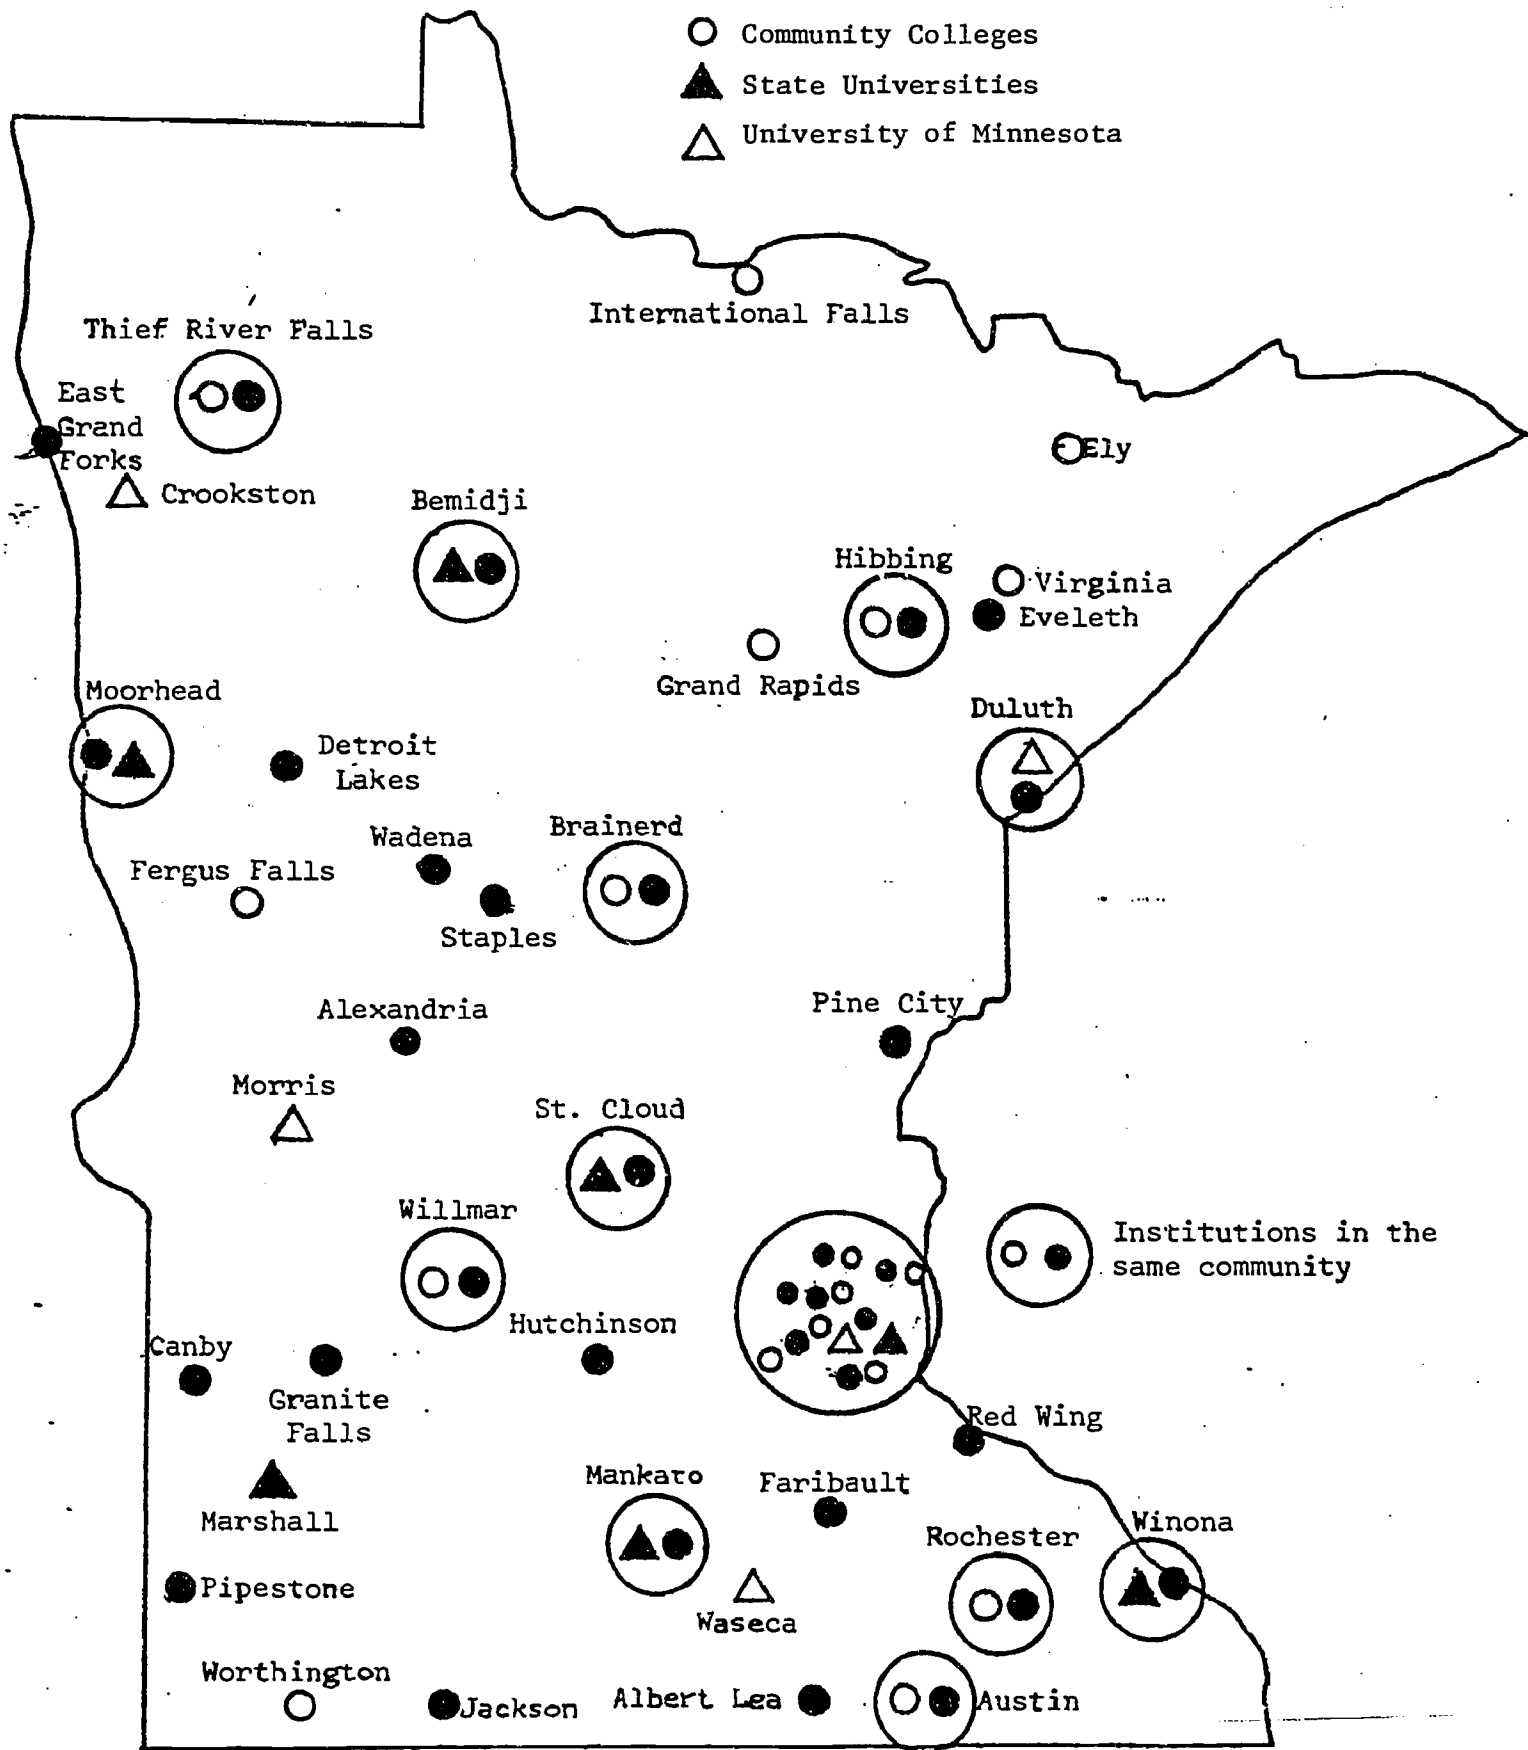 Community Colleges
State Universities
University of Minnesota
International Falls
Thief River Falls
East
Grand
Forks
Crookston
Bemidji
Ely
Hibbing
Virginia
Eveleth
Grand Rapids
Moorhead
Duluth
Detroit
Lakes
Brainerd
Wadena
Fergus Falls
Staples
Alexandria
Pine City
Morris
St. Cloud
Willmar
Institutions in the
same community
Hutchinson
Canby
Granite
Falls
Red Wing
Mankato
Faribault
Marshall
Winona
Rochester
Pipestone
Waseca
Worthington
Jackson
Albert Lea
Austin